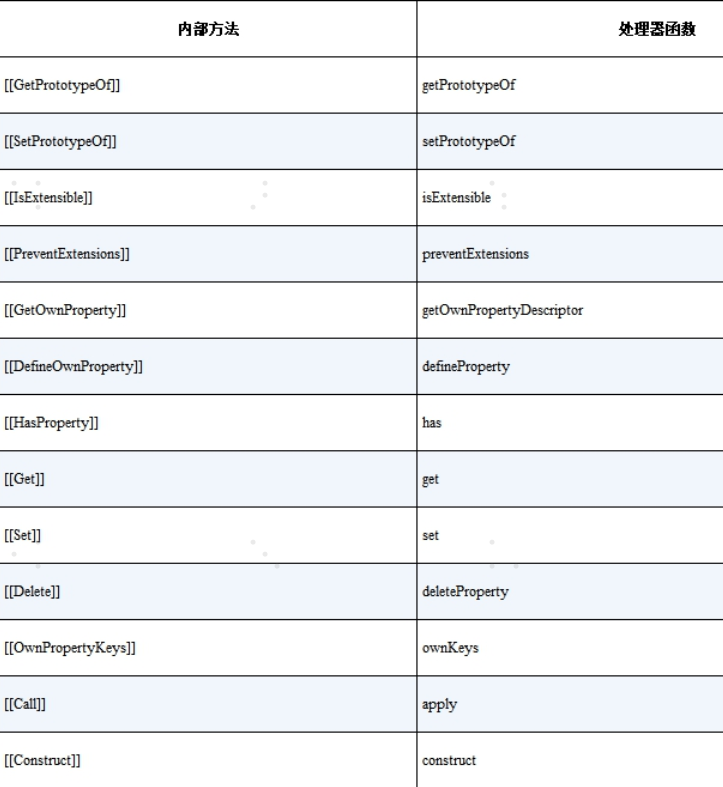 内部方法 处理器函数
[[GetPrototypeOf]] getPrototypeOf
[[SetPrototypeOf]] setPrototypeOf
[[IsExtensible]] isExtensible
[[PreventExtensions]] preventExtensions
[[GetOwnProperty]] getOwnPropertyDescriptor
[[DefineOwnProperty]] defineProperty
[[HasProperty]] has
[[Get]] get
[[Set]] set
[[Delete]] deleteProperty
[[OwnPropertyKeys]] ownKeys
[[Call]] apply
[[Construct]] construct